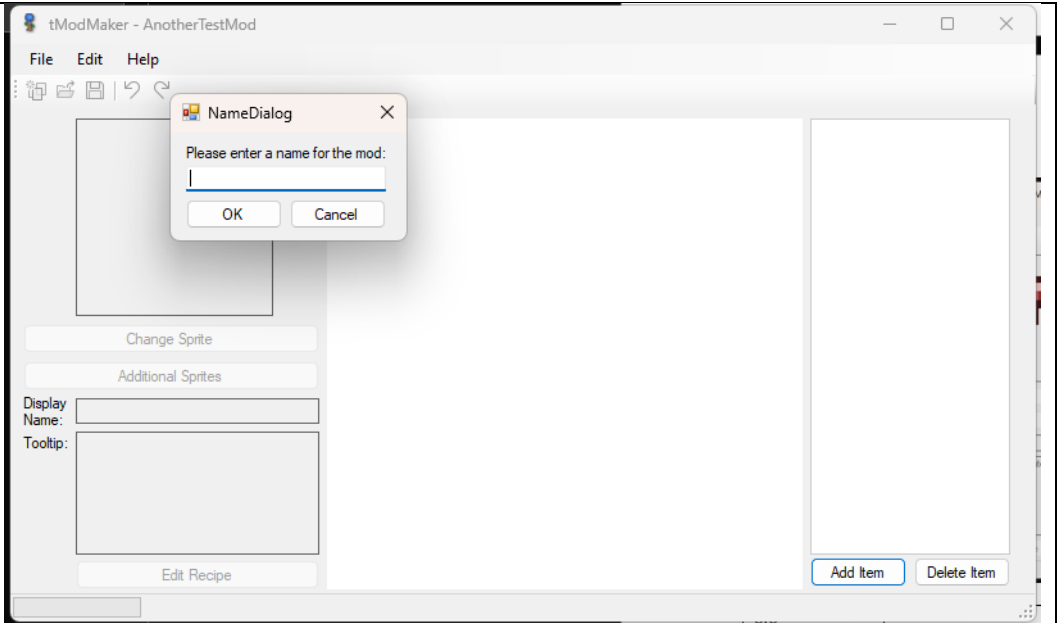 tModMaker - AnotherTestMod
File Edit Help
NameDialog
Please enter a name for the mod:
OK Cancel
Change Sprite
Additional Sprites
Display
Name:
Tooltip:
Edit Recipe
Add Item Delete Item